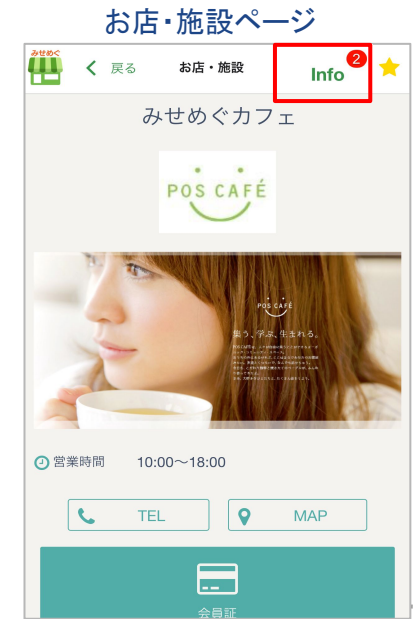 お店・施設ページ
みせめぐ
戻る
お店・施設
Info
2
みせめぐカフェ
POS CAFÉ
POS CAFÉ
集う、学ぶ、生まれる。
営業時間 10:00〜18:00
TEL
MAP
会員証